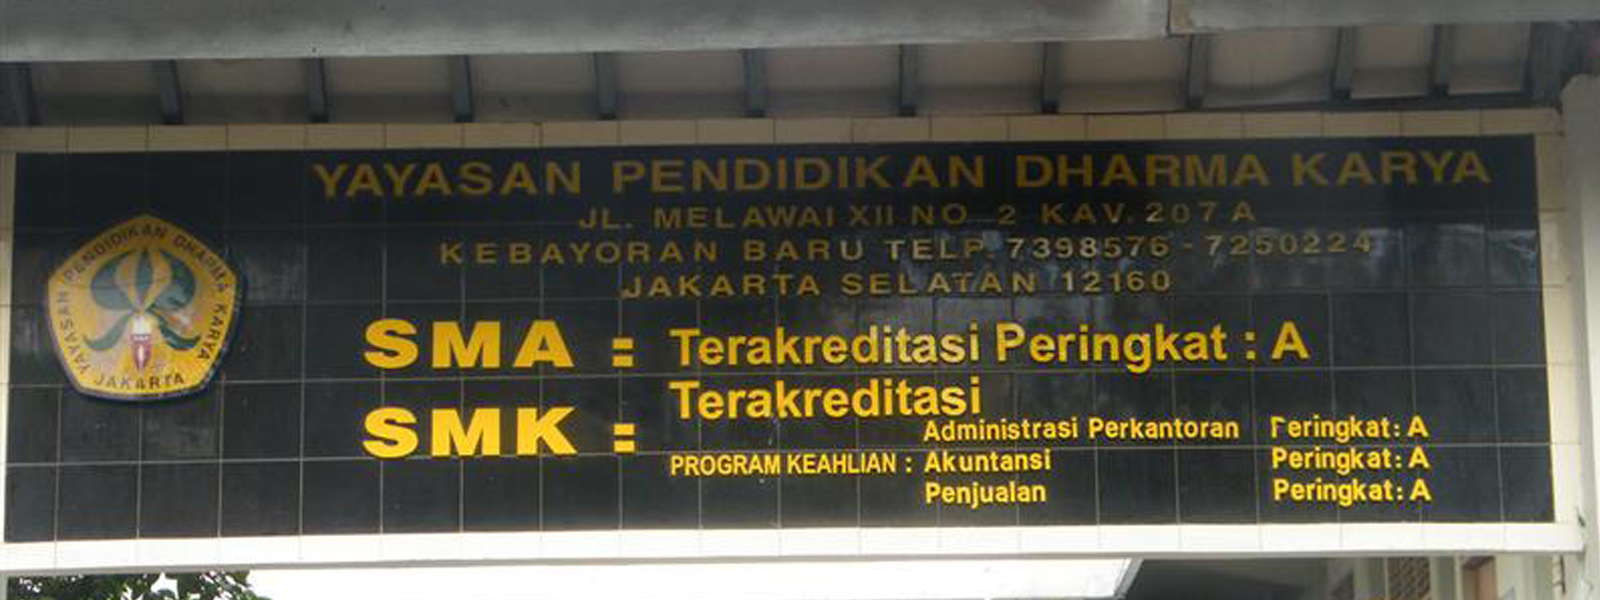 YAYASAN PENDIDIKAN DHARMA KARYA
JL. MELAWAI XII NO. 2 KAV. 207 A
KEBAYORAN BARU TELP. 7398576 - 7250224
JAKARTA SELATAN 12160
YAYASAN PENDIDIKAN DHARMA KARYA
JAKARTA
SMA : Terakreditasi Peringkat : A
SMK : Terakreditasi
Administrasi Perkantoran Peringkat: A
PROGRAM KEAHLIAN : Akuntansi Peringkat: A
Penjualan Peringkat: A